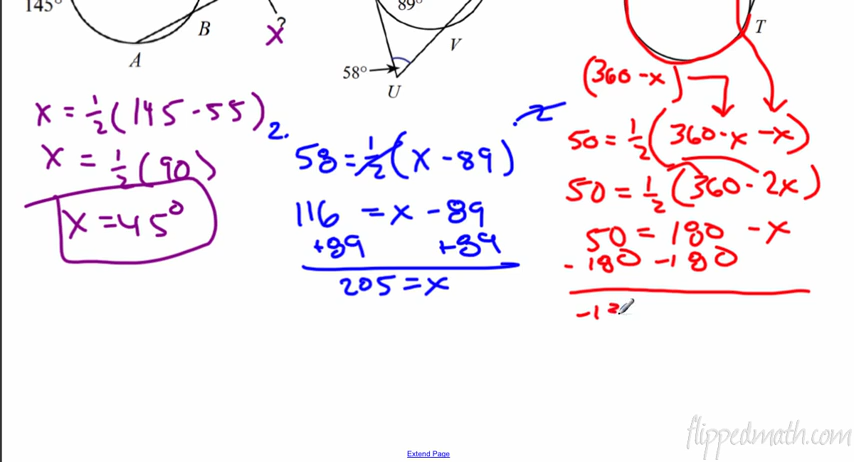 145°
A
B
x
?
x = 1/2 (145 - 55)
x = 1/2 (90)
x = 45°
89°
V
58°
U
2.
.2
58 = 1/2 (x - 89)
116 = x - 89
+89 +89
205 = x
T
(360 - x)
50 = 1/2 (360 - x - x)
50 = 1/2 (360 - 2x)
50 = 180 - x
- 180 - 180
-1
flippedmath.com
Extend Page